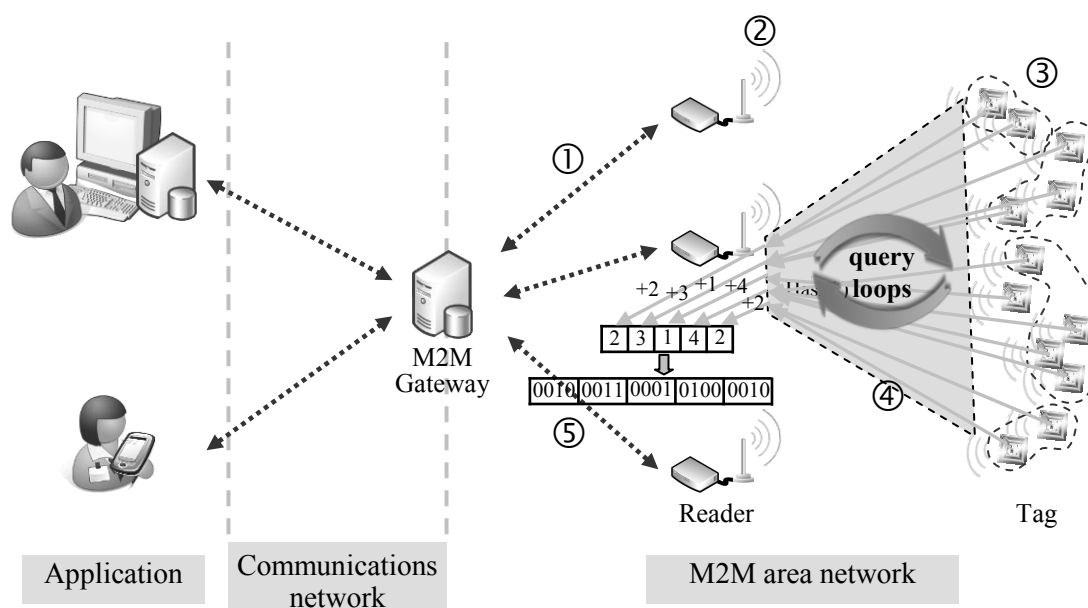 ②
③
①
query
loops
+2 +3 +1 +4 +2
2 3 1 4 2
M2M
Gateway
0010 0011 0001 0100 0010
④
⑤
Reader
Tag
Application
Communications
network
M2M area network